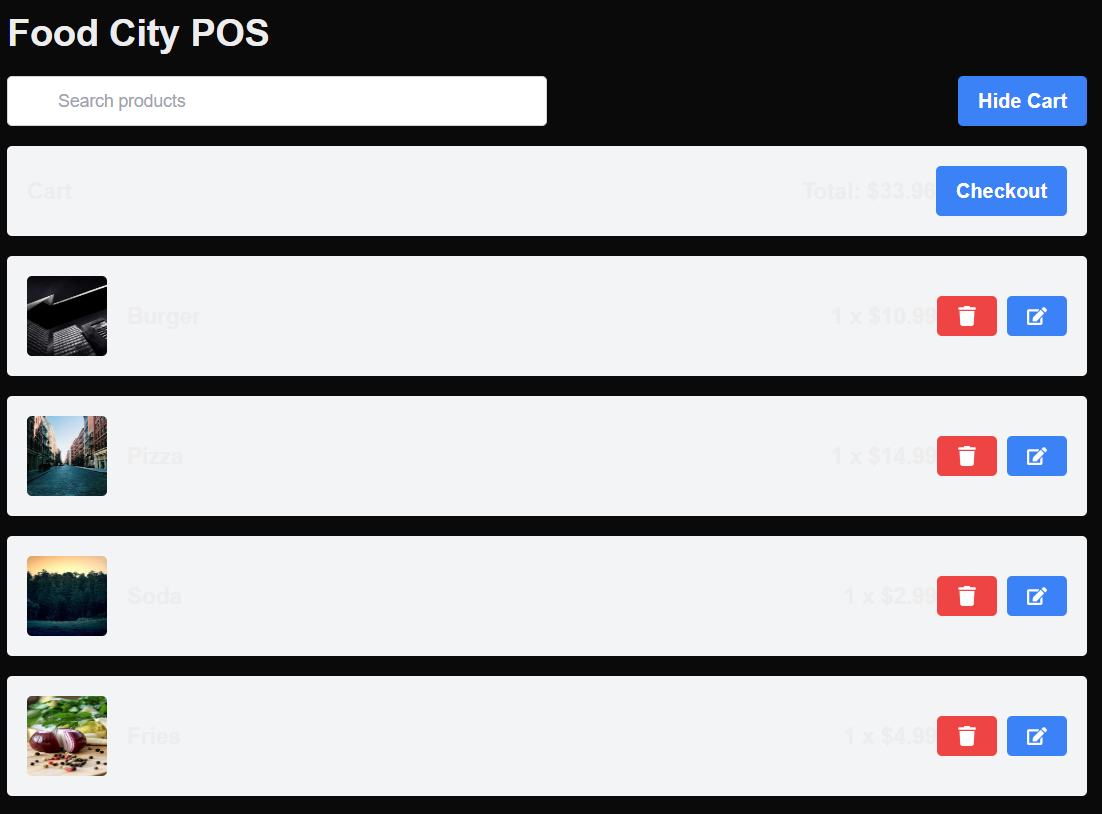 Food City POS
Search products
Hide Cart
Cart
Total: $33.96
Checkout
Burger
1 x $10.99
Pizza
1 x $14.99
Soda
1 x $2.99
Fries
1 x $4.99